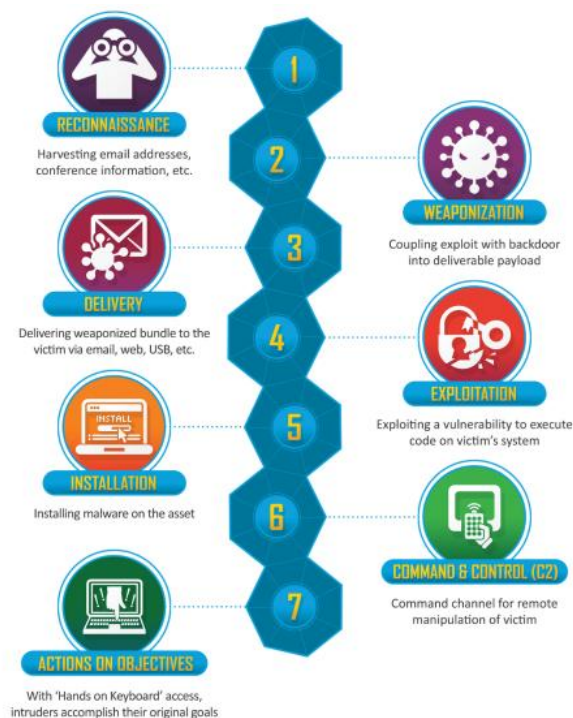 1
RECONNAISSANCE
Harvesting email addresses,
conference information, etc.
2
WEAPONIZATION
Coupling exploit with backdoor
into deliverable payload
3
DELIVERY
Delivering weaponized bundle to the
victim via email, web, USB, etc.
4
EXPLOITATION
Exploiting a vulnerability to execute
code on victim's system
5
INSTALL
INSTALLATION
Installing malware on the asset
6
COMMAND & CONTROL (C2)
Command channel for remote
manipulation of victim
7
ACTIONS ON OBJECTIVES
With ‘Hands on Keyboard’ access,
intruders accomplish their original goals